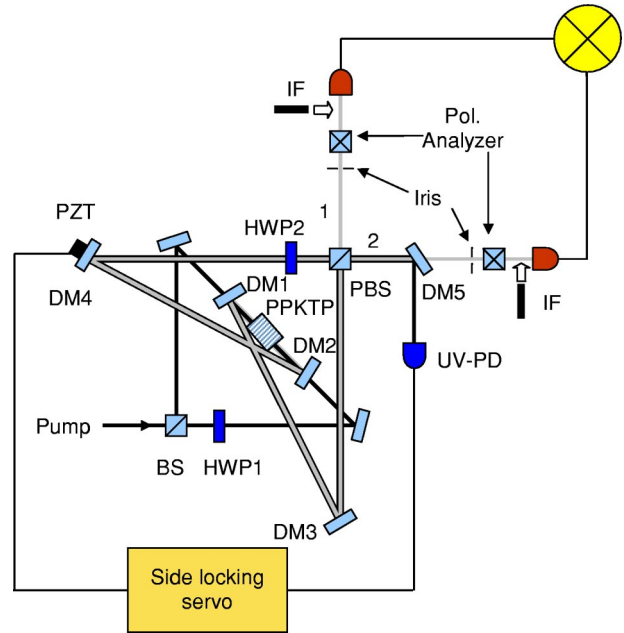 IF
Pol.
Analyzer
Iris
1
PZT
HWP2
2
DM1
PBS
DM5
IF
DM4
PPKTP
DM2
UV-PD
Pump
BS
HWP1
DM3
Side locking
servo